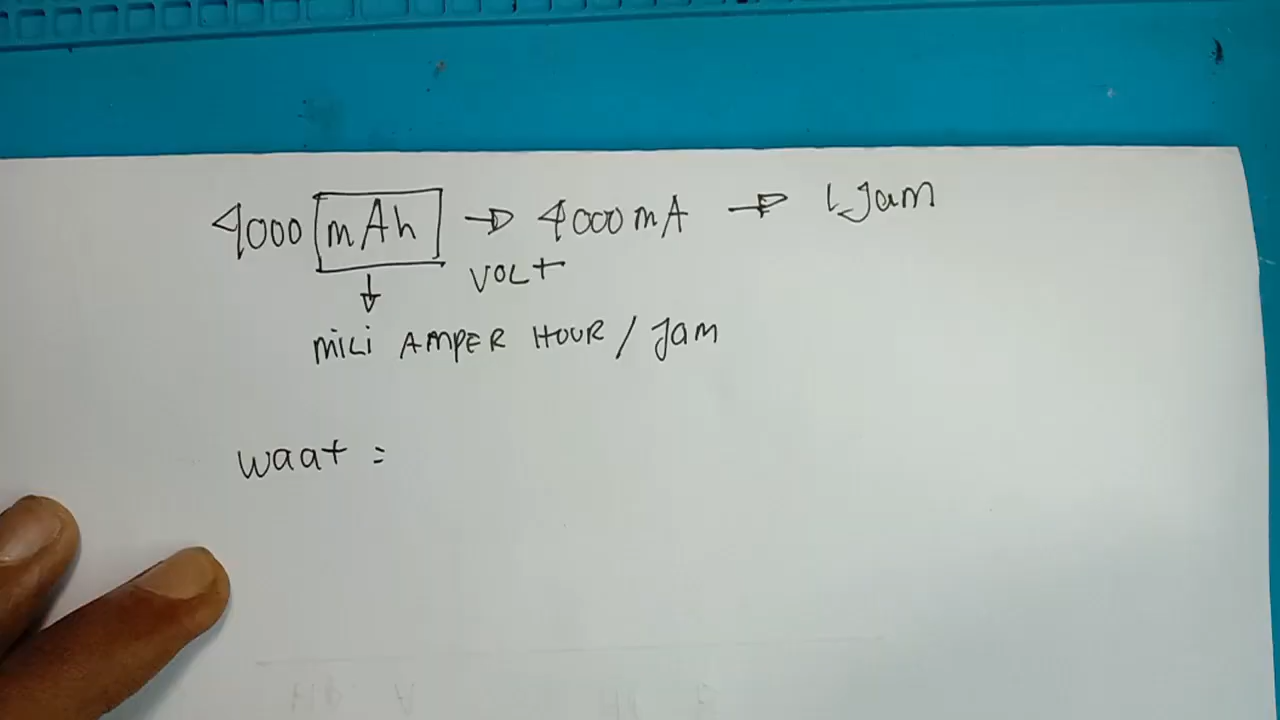 4000 mAh → 4000 mA → 1 Jam
VOLT
mili AMPER HOUR / Jam
waat =